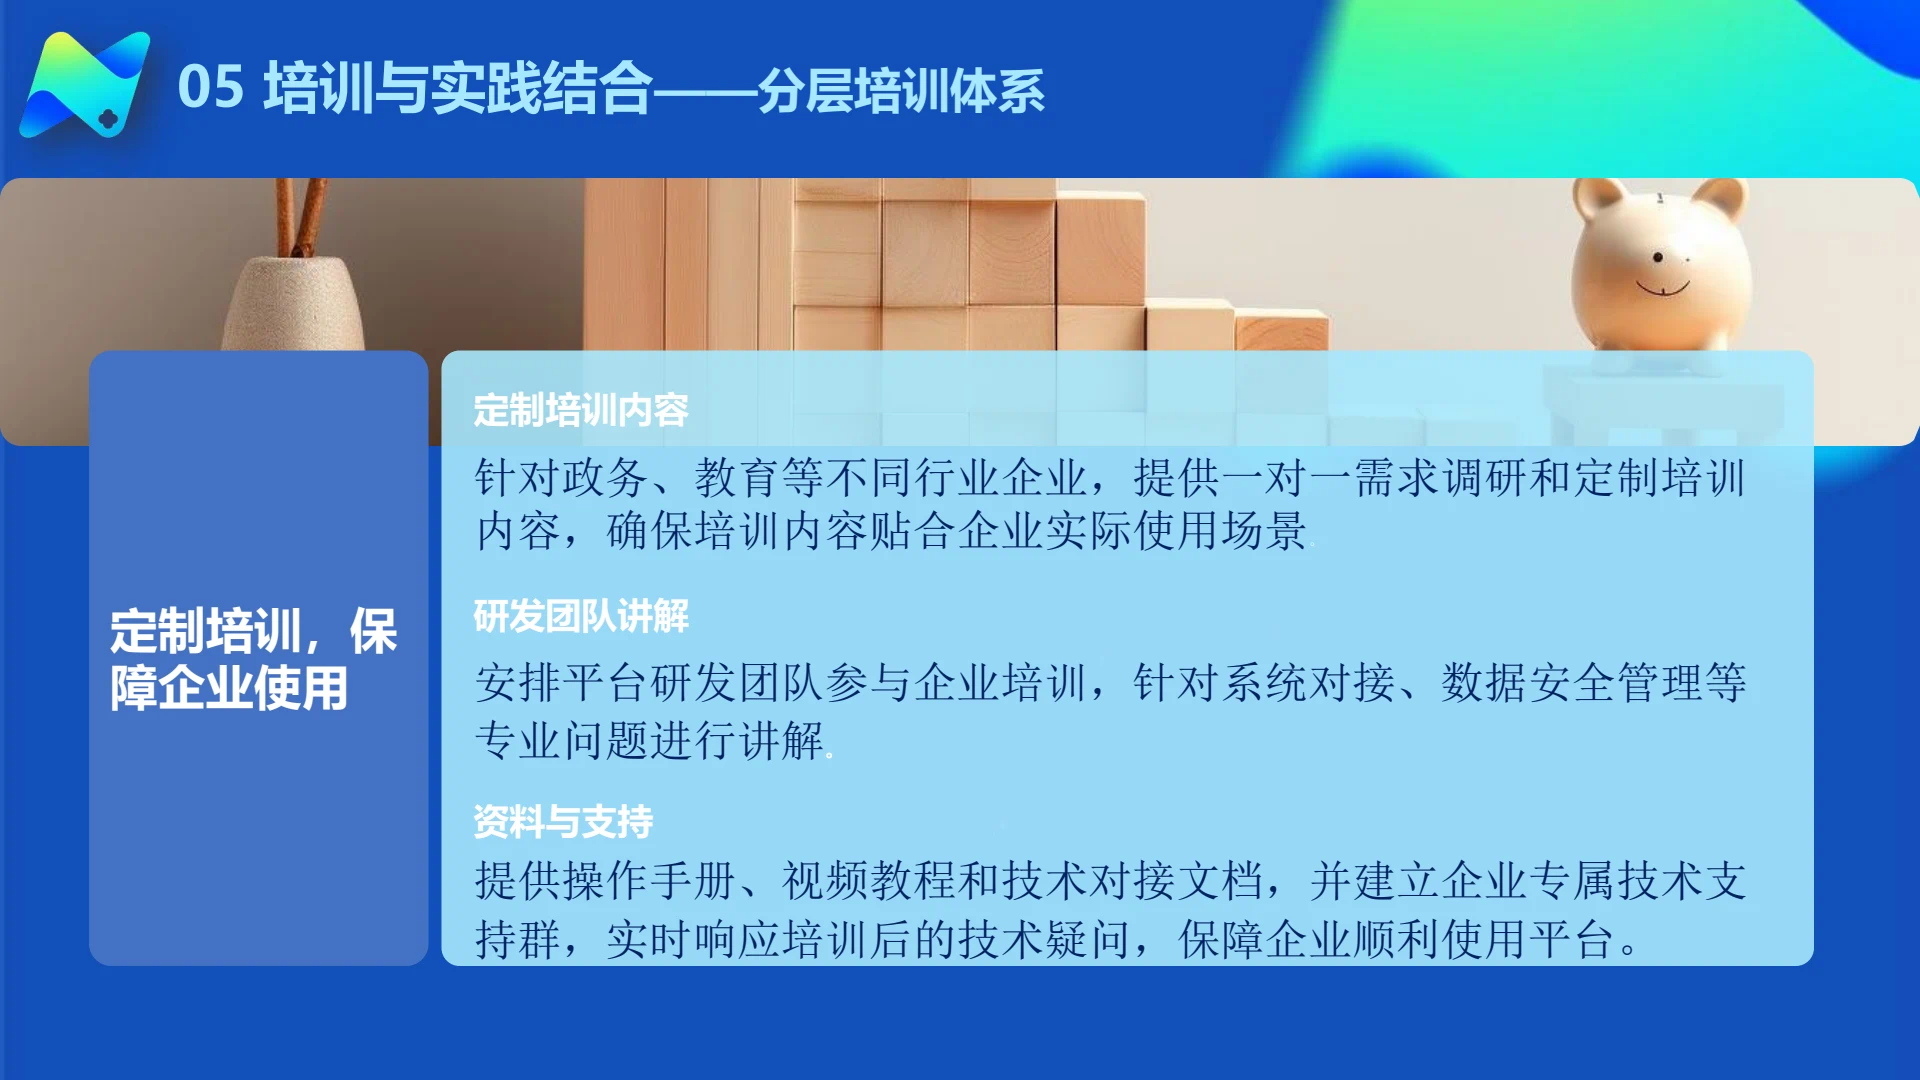 05 培训与实践结合——分层培训体系
定制培训，保
障企业使用
定制培训内容
针对政务、教育等不同行业企业，提供一对一需求调研和定制培训
内容，确保培训内容贴合企业实际使用场景。
研发团队讲解
安排平台研发团队参与企业培训，针对系统对接、数据安全管理等
专业问题进行讲解。
资料与支持
提供操作手册、视频教程和技术对接文档，并建立企业专属技术支
持群，实时响应培训后的技术疑问，保障企业顺利使用平台。